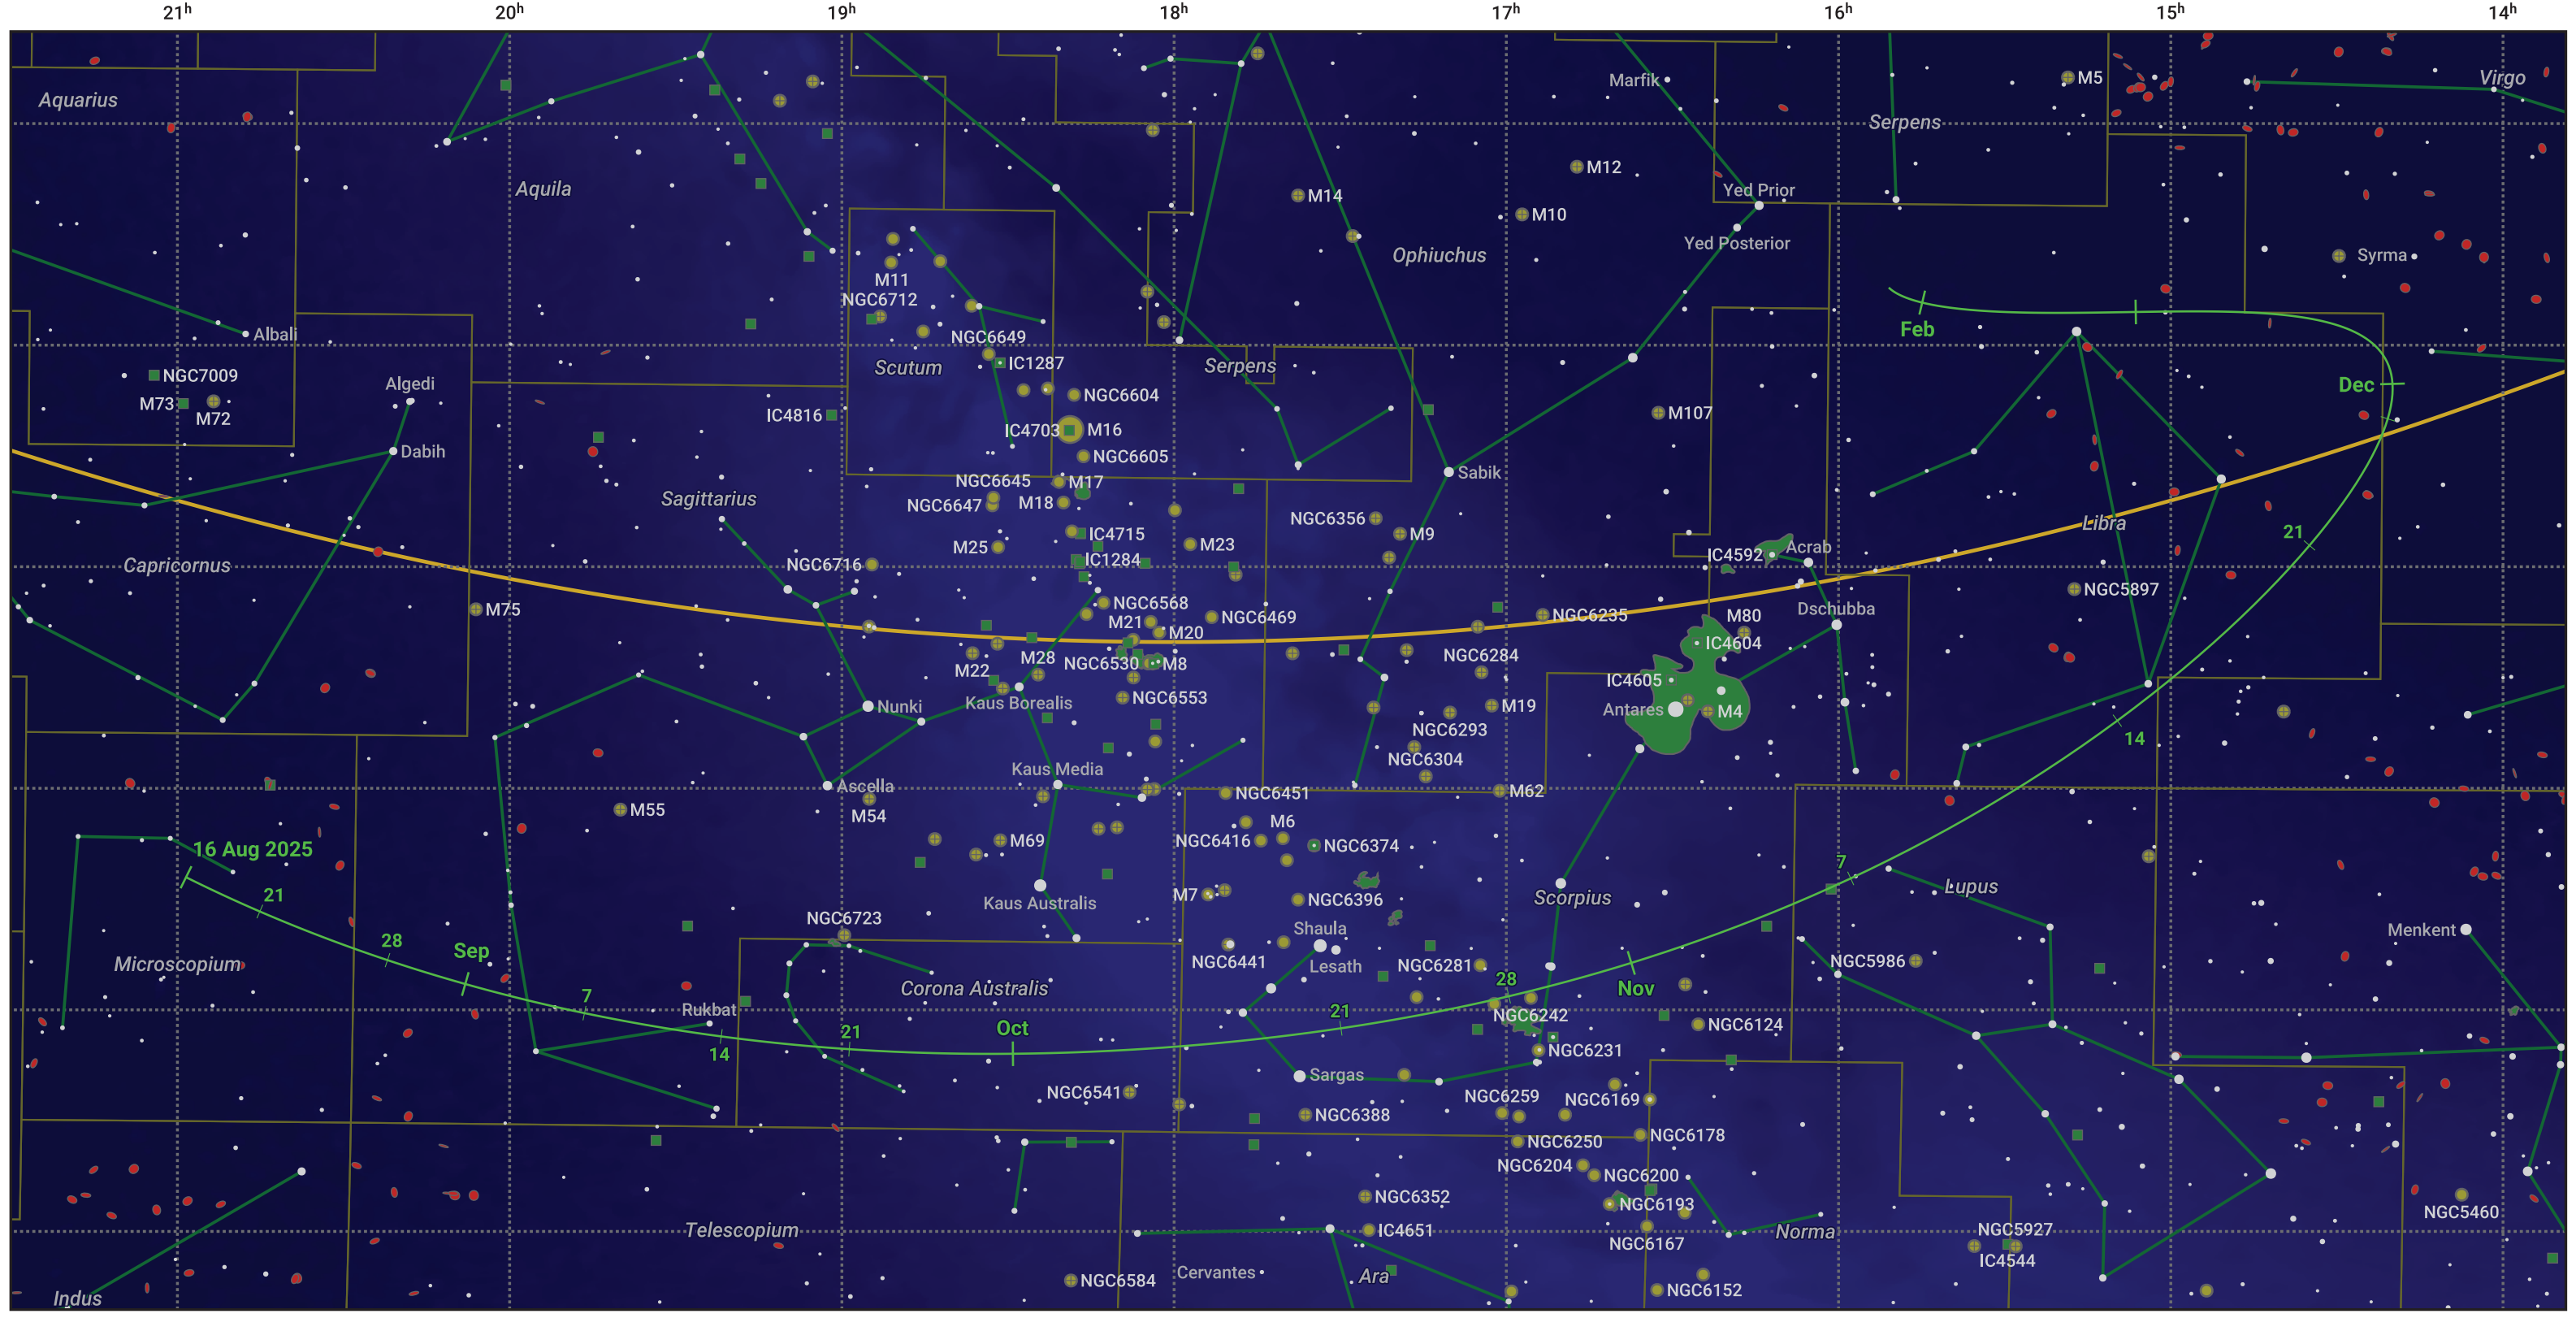 21h 20h 19h 18h 17h 16h 15h 14h
Marfik
M5
Virgo
Aquarius
Serpens
M12
Aquila
M14
Yed Prior
M10
Yed Posterior
Ophiuchus
Syrma
M11
NGC6712
Feb
Albali
NGC6649
IC1287
Scutum
Serpens
NGC7009
Algedi
Dec
M73
M72
NGC6604
IC4816
M107
IC4703
M16
Dabih
NGC6605
Sabik
NGC6645
M17
Sagittarius
NGC6647
M18
NGC6356
Libra
IC4715
M9
21
M25
M23
IC4592
Acrab
IC1284
NGC6716
Capricornus
NGC5897
NGC6568
M75
Dschubba
M21
NGC6469
NGC6235
M80
M20
IC4604
M28
NGC6530
M8
NGC6284
M22
IC4605
NGC6553
Kaus Borealis
Nunki
M19
Antares
M4
NGC6293
14
NGC6304
Kaus Media
Ascella
NGC6451
M62
M55
M54
M6
NGC6416
M69
NGC6374
16 Aug 2025
7
Lupus
21
M7
NGC6396
Scorpius
Kaus Australis
NGC6723
Shaula
Menkent
28
Sep
NGC6441
Lesath
NGC6281
NGC5986
Microscopium
28
Corona Australis
Nov
7
Rukbat
21
NGC6242
Oct
NGC6124
14
21
NGC6231
Sargas
NGC6541
NGC6259
NGC6169
NGC6388
NGC6178
NGC6250
NGC6204
NGC6200
NGC6352
NGC6193
NGC5460
Telescopium
IC4651
Norma
NGC5927
NGC6167
IC4544
Cervantes
Ara
NGC6584
NGC6152
Indus